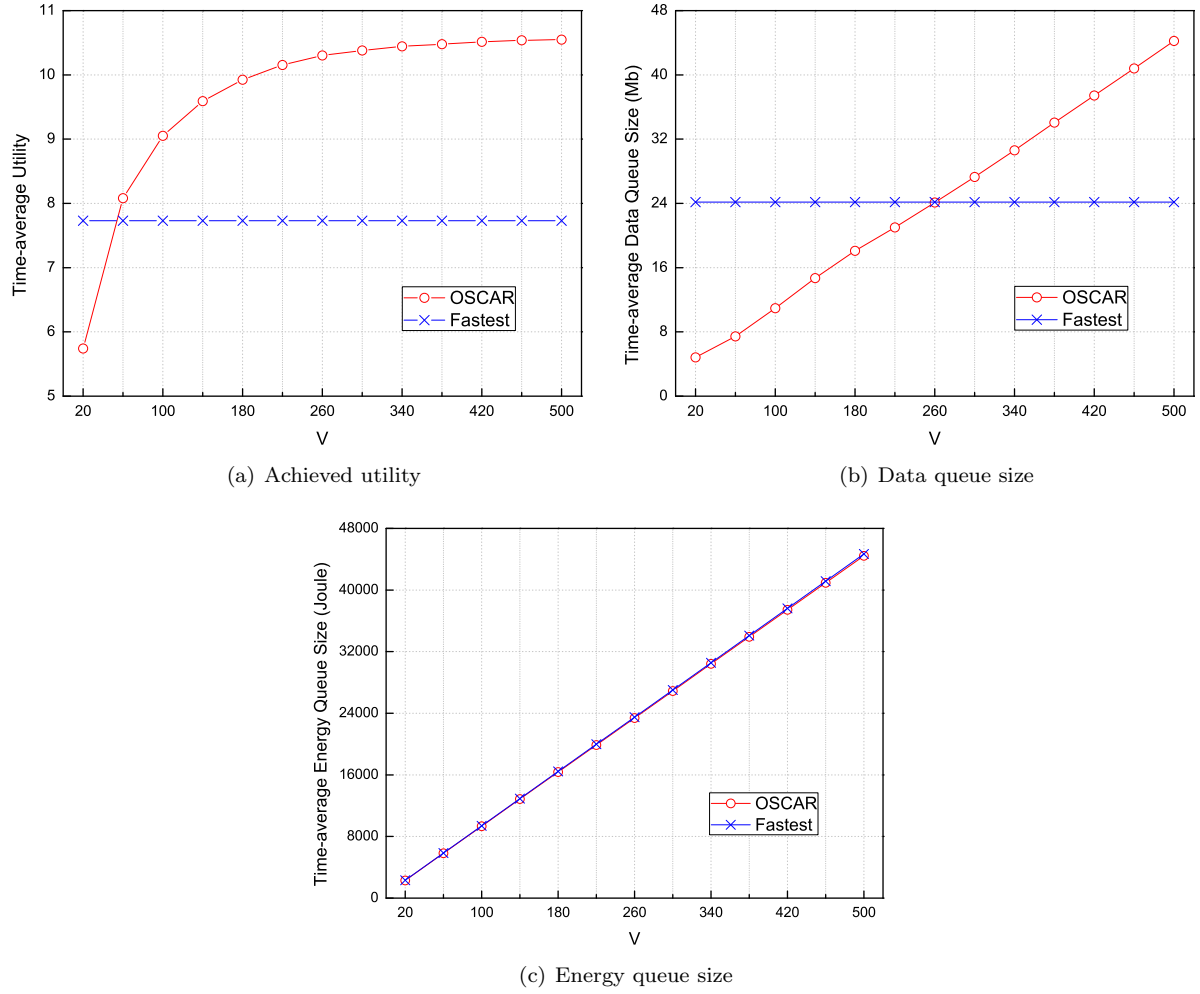 11
10
9
8
7
6
5
Time-average Utility
OSCAR
Fastest
20 100 180 260 340 420 500
V
(a) Achieved utility
48
40
32
24
16
8
0
Time-average Data Queue Size (Mb)
OSCAR
Fastest
20 100 180 260 340 420 500
V
(b) Data queue size
48000
40000
32000
24000
16000
8000
0
Time-average Energy Queue Size (Joule)
OSCAR
Fastest
20 100 180 260 340 420 500
V
(c) Energy queue size